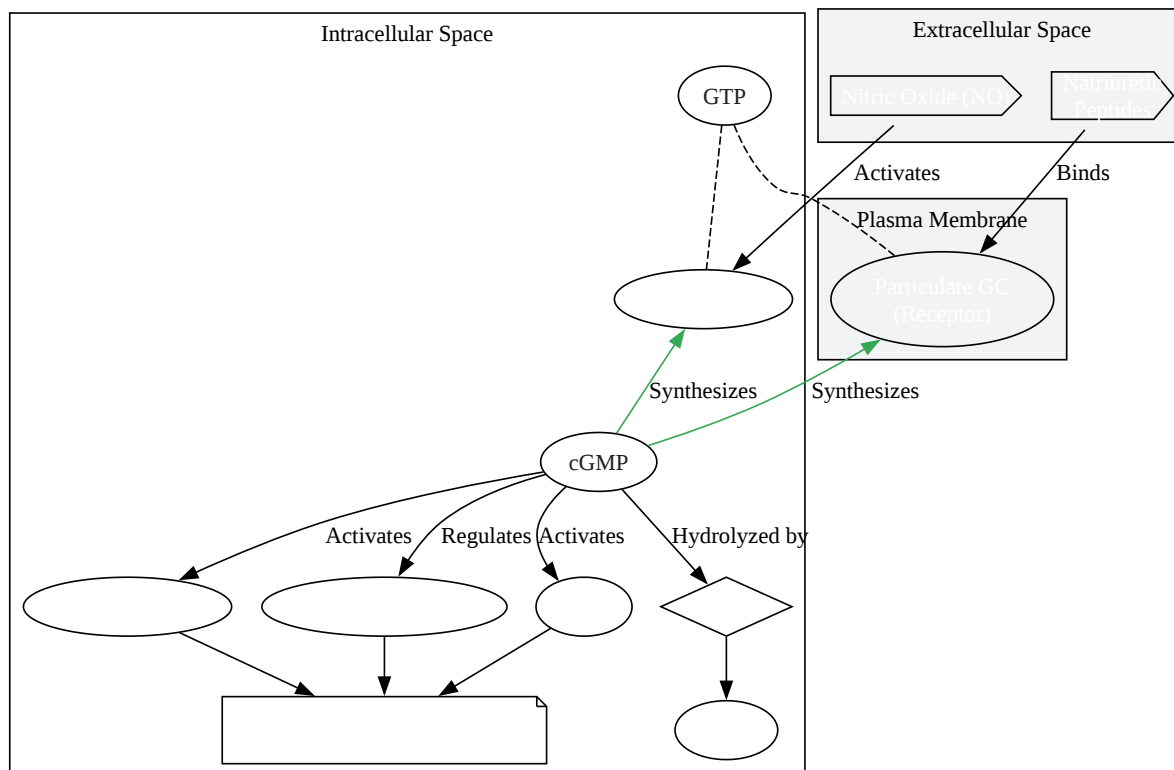 Intracellular Space
Extracellular Space
GTP
Nitric Oxide (NO)
Natriuretic
Peptides
Activates
Binds
Plasma Membrane
Particulate GC
(Receptor)
Synthesizes
Synthesizes
cGMP
Activates
Regulates
Activates
Hydrolyzed by